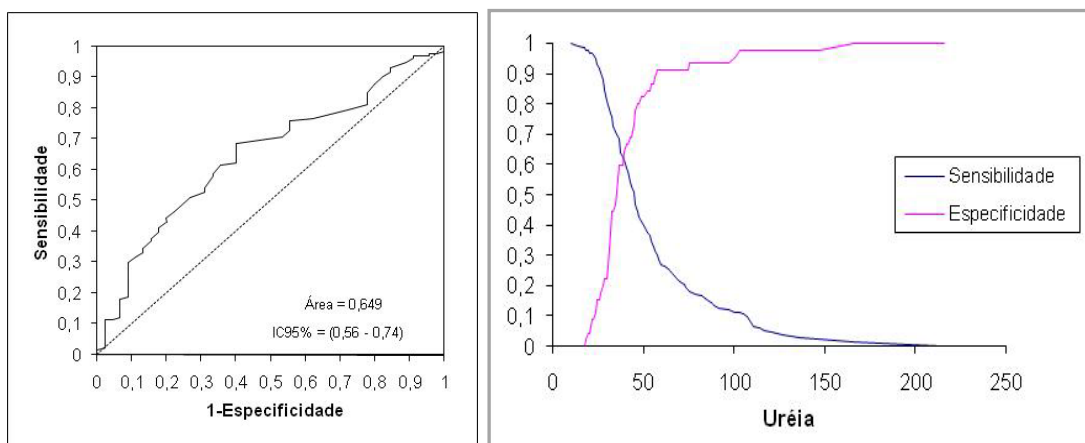 1
0,9
0,8
0,7
0,6
0,5
0,4
0,3
0,2
0,1
0
Sensibilidade
Área = 0,649
IC95% = (0,56 - 0,74)
0 0,1 0,2 0,3 0,4 0,5 0,6 0,7 0,8 0,9 1
1-Especificidade
1
0,9
0,8
0,7
0,6
0,5
0,4
0,3
0,2
0,1
0
0 50 100 150 200 250
Uréia
Sensibilidade
Especificidade